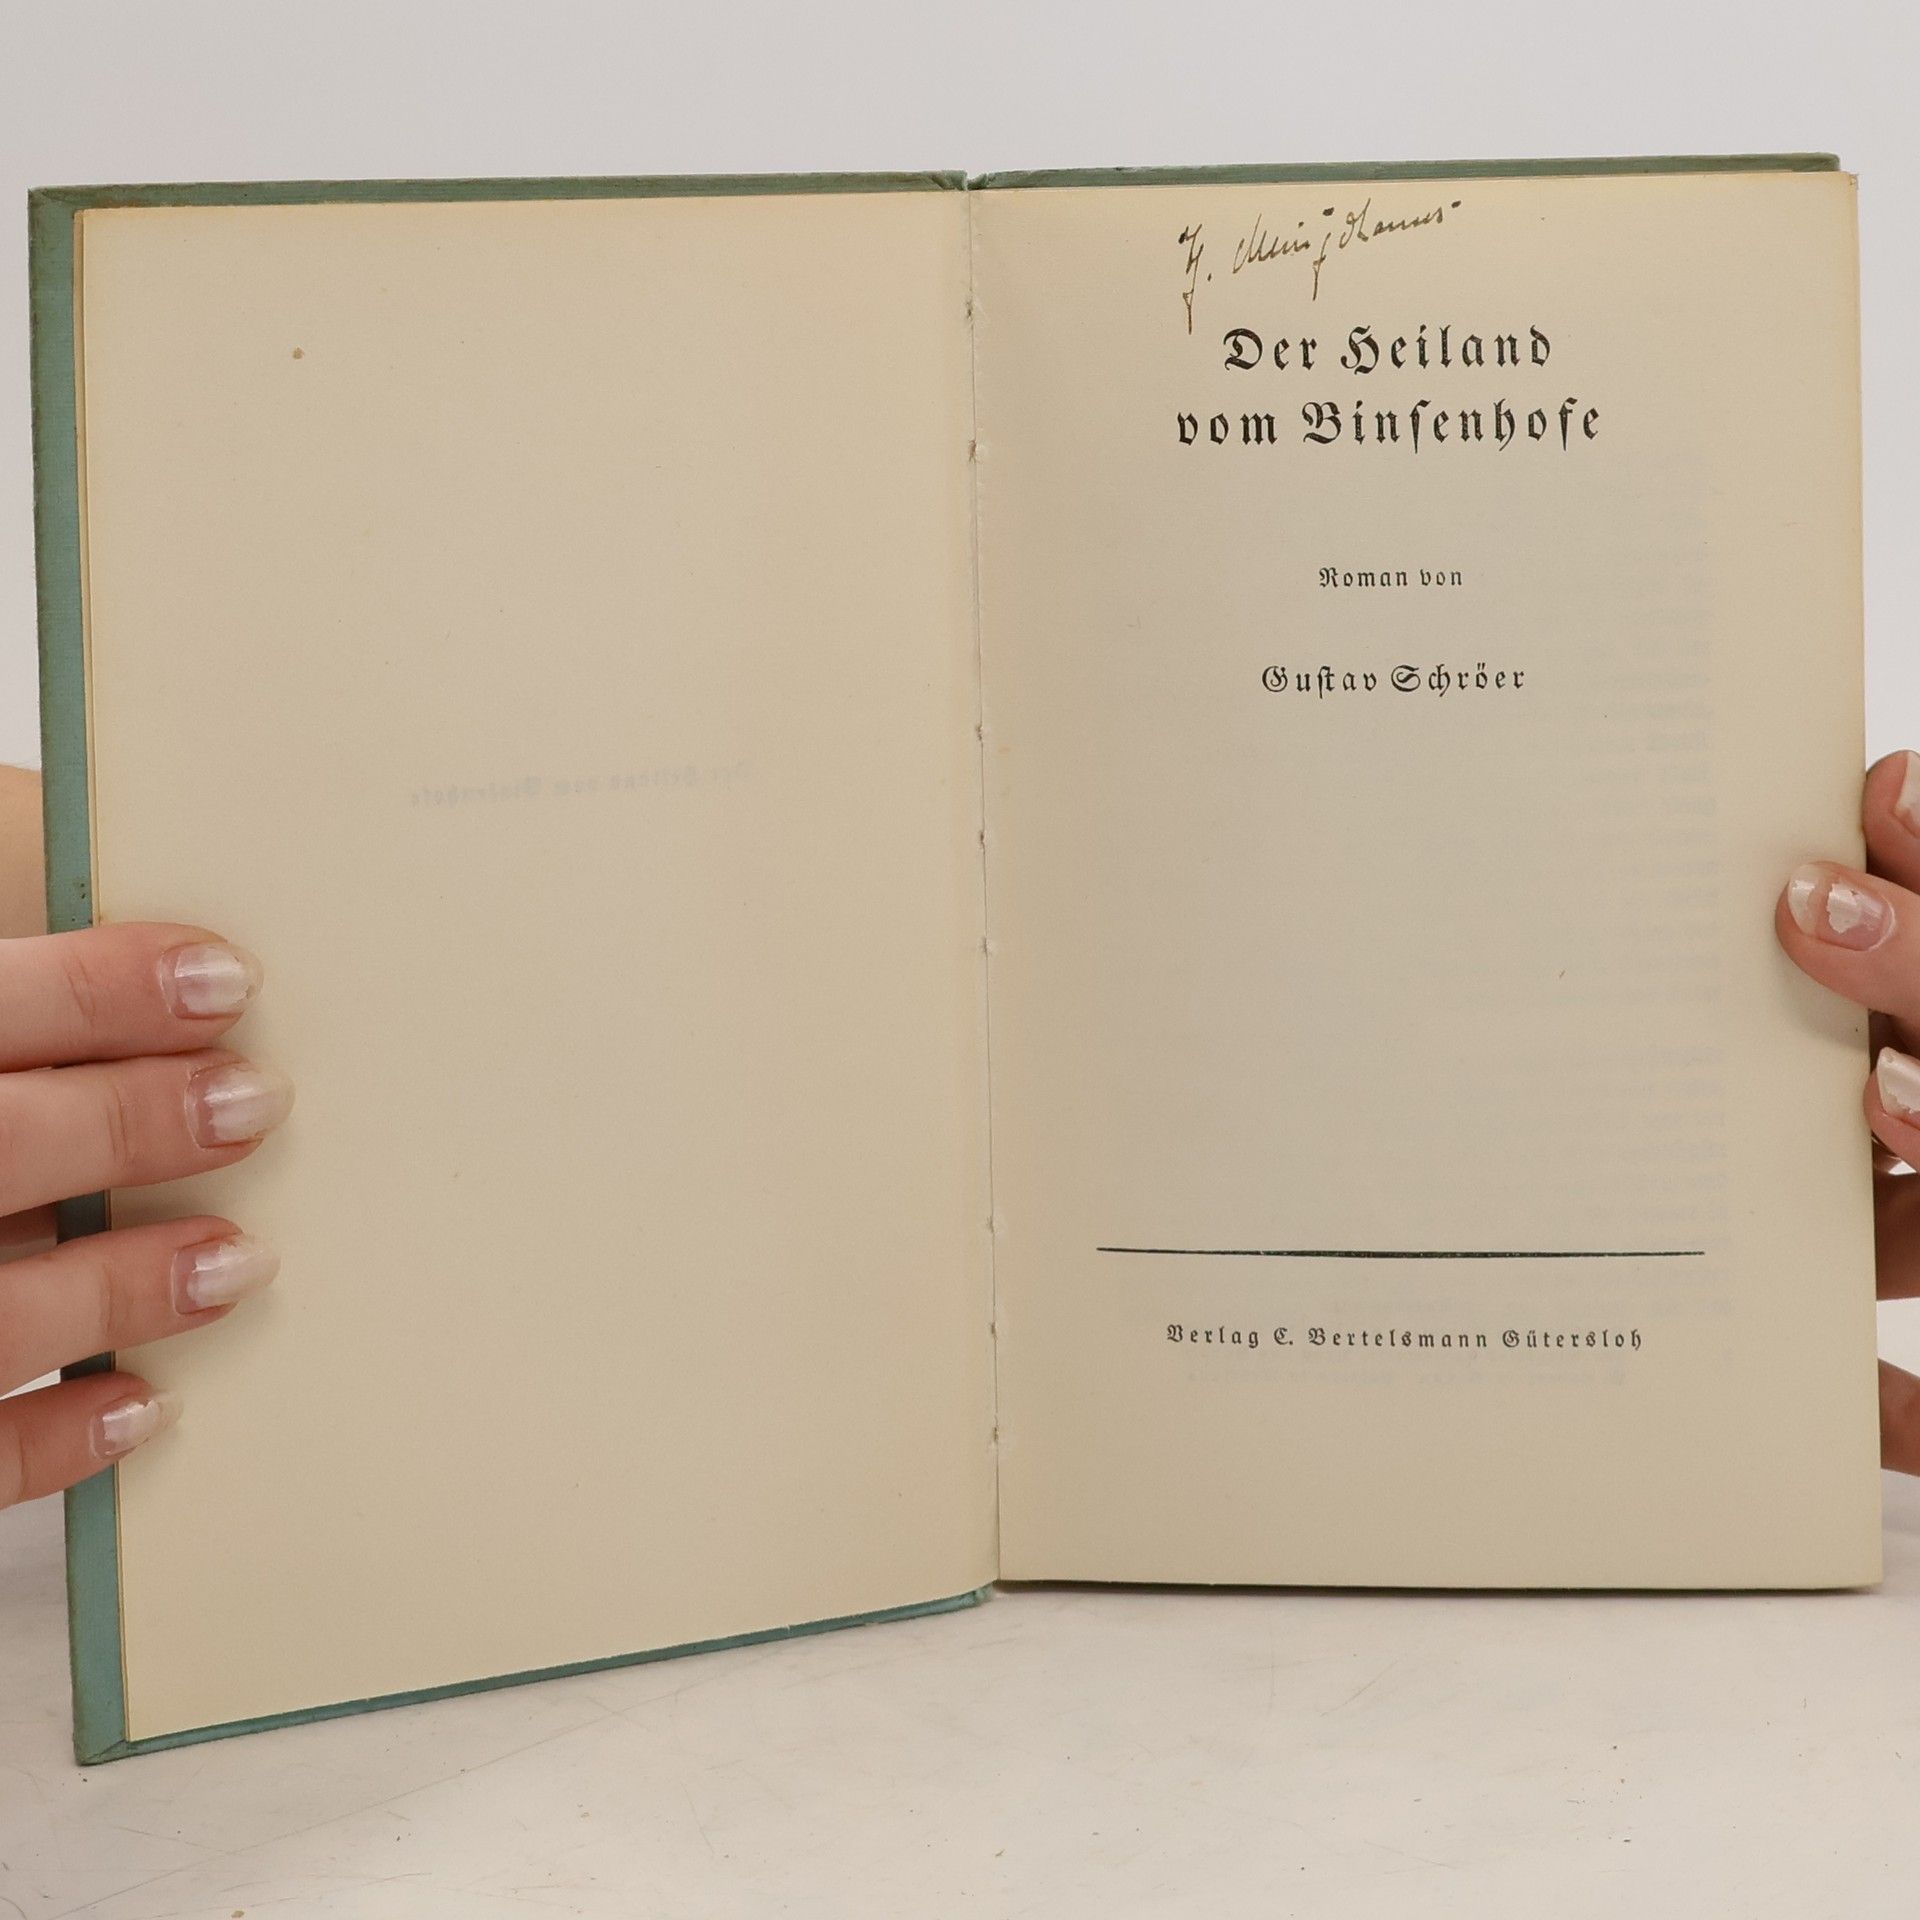 Der Heiland
vom Binſenhofe
Roman von
Guſtav Schröer
Verlag C. Bertelsmann Gütersloh